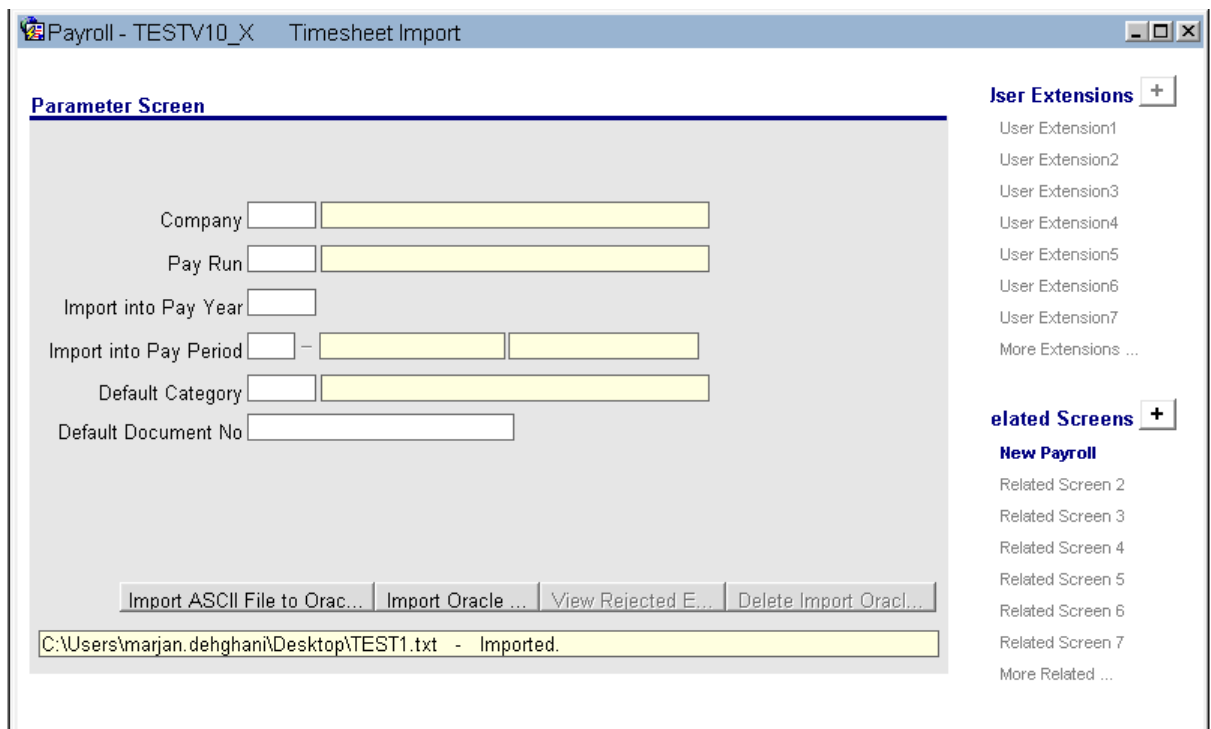 Payroll - TESTV10_X Timesheet Import
Parameter Screen
Company
Pay Run
Import into Pay Year
Import into Pay Period –
Default Category
Default Document No
Import ASCII File to Orac... Import Oracle ... View Rejected E... Delete Import Oracl...
C:\Users\marjan.dehghani\Desktop\TEST1.txt - Imported.
Jser Extensions +
User Extension1
User Extension2
User Extension3
User Extension4
User Extension5
User Extension6
User Extension7
More Extensions ...
elated Screens +
New Payroll
Related Screen 2
Related Screen 3
Related Screen 4
Related Screen 5
Related Screen 6
Related Screen 7
More Related ...